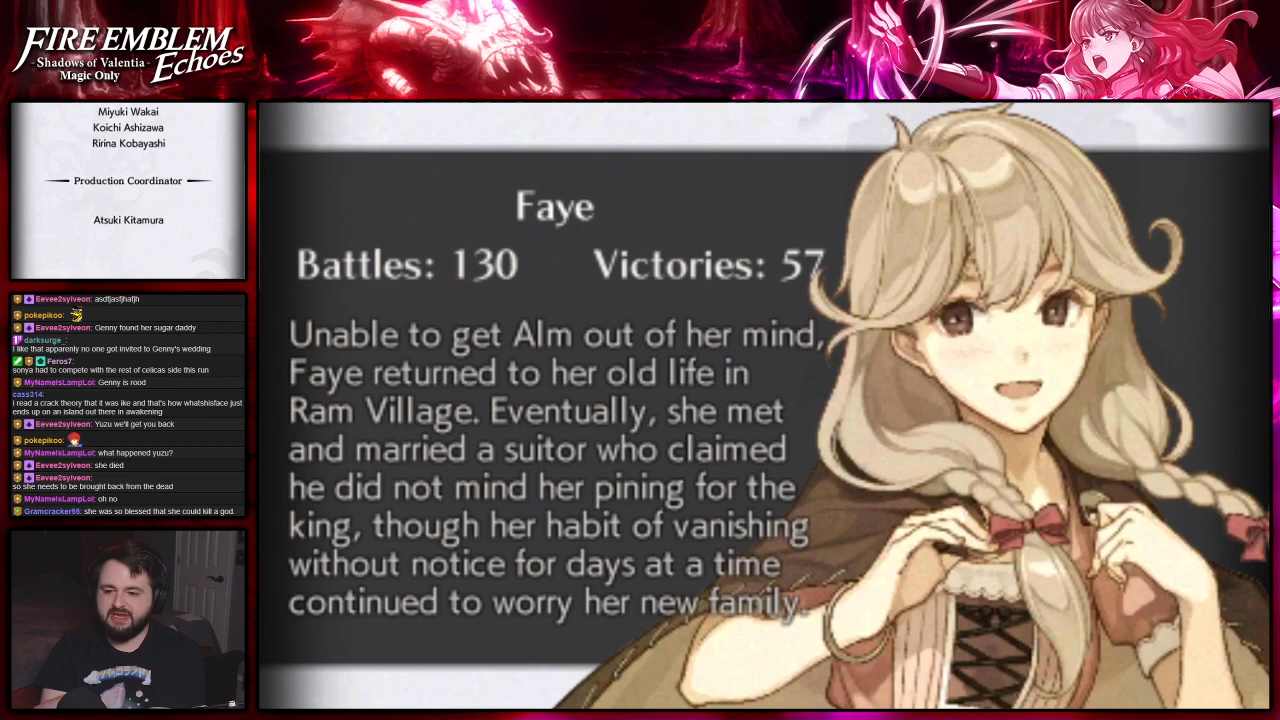 FIRE EMBLEM
Echoes
- Shadows of Valentia -
Magic Only
Miyuki Wakai
Koichi Ashizawa
Ririna Kobayashi
Production Coordinator
Atsuki Kitamura
Eevee2sylveon: asdfjasfjhafjh
pokepikoo:
Eevee2sylveon: Genny found her sugar daddy
darksurge_:
I like that apparently no one got invited to Genny's wedding
Feros7:
sonya had to compete with the rest of celicas side this run
MyNameIsLampLol: Genny is rood
cass314:
i read a crack theory that it was ike and that's how whatshisface just
ends up on an island out there in awakening
Eevee2sylveon: Yuzu we'll get you back
pokepikoo:
MyNameIsLampLol: what happened yuzu?
Eevee2sylveon: she died
Eevee2sylveon:
so she needs to be brought back from the dead
MyNameIsLampLol: oh no
Gramcracker55: she was so blessed that she could kill a god.
Faye
Battles: 130 Victories: 57
Unable to get Alm out of her mind,
Faye returned to her old life in
Ram Village. Eventually, she met
and married a suitor who claimed
he did not mind her pining for the
king, though her habit of vanishing
without notice for days at a time
continued to worry her new family.